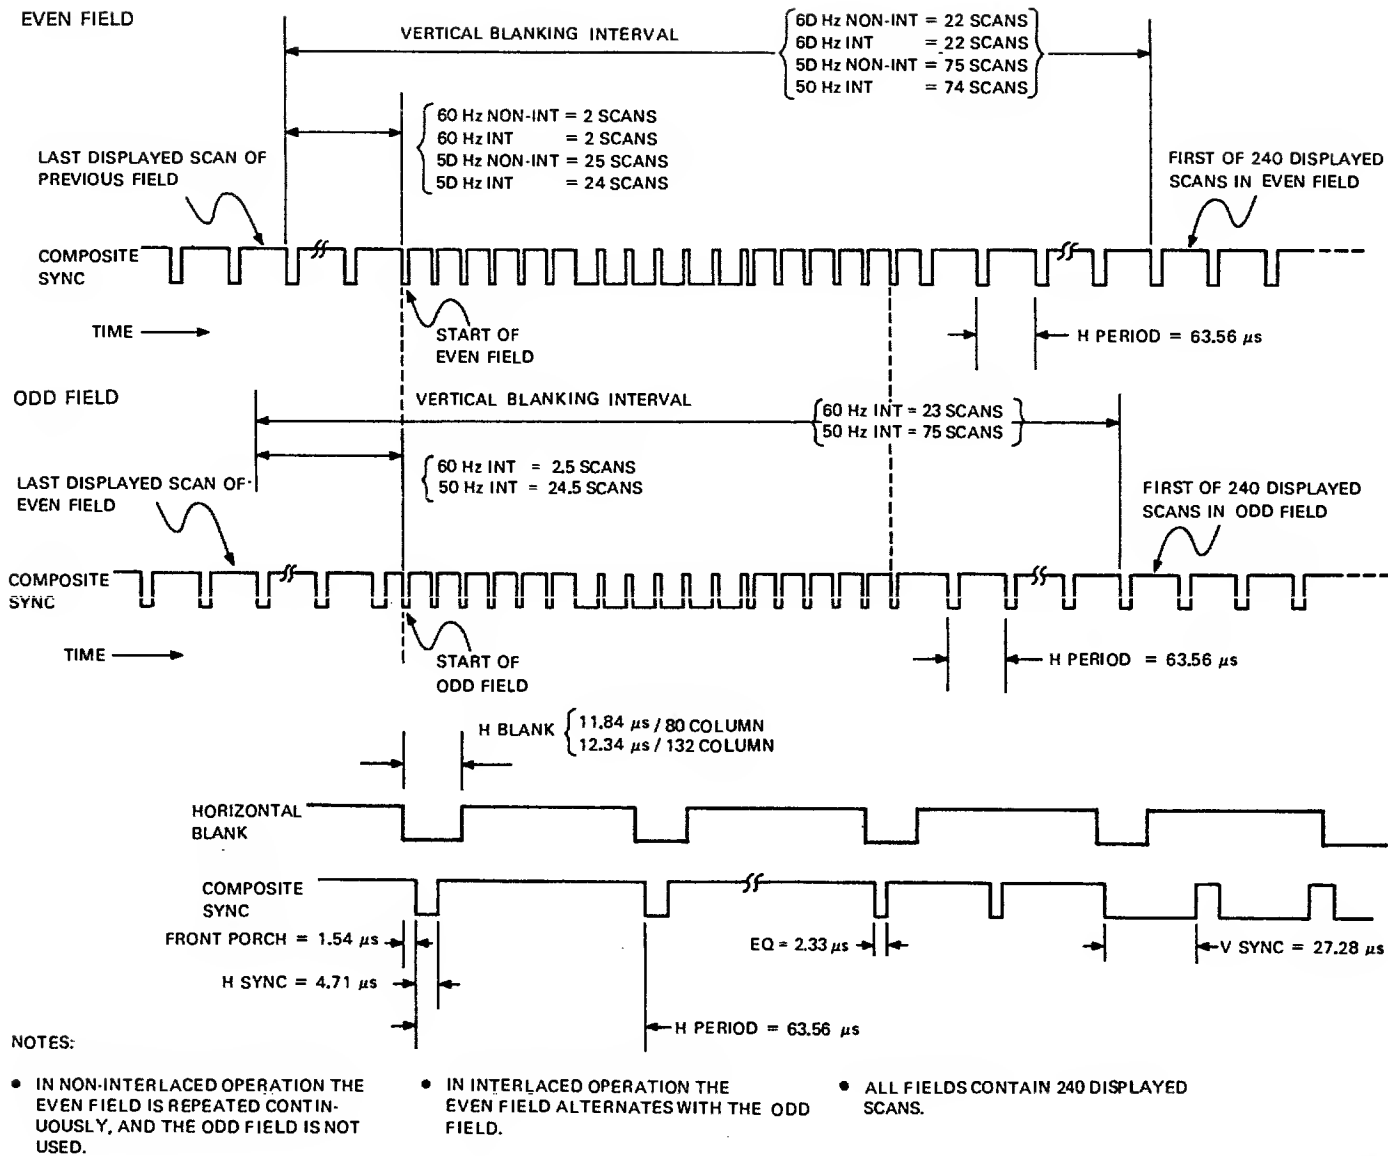 EVEN FIELD
VERTICAL BLANKING INTERVAL
6D Hz NON-INT = 22 SCANS
6D Hz INT = 22 SCANS
5D Hz NON-INT = 75 SCANS
50 Hz INT = 74 SCANS
60 Hz NON-INT = 2 SCANS
60 Hz INT = 2 SCANS
5D Hz NON-INT = 25 SCANS
5D Hz INT = 24 SCANS
LAST DISPLAYED SCAN OF
PREVIOUS FIELD
FIRST OF 240 DISPLAYED
SCANS IN EVEN FIELD
COMPOSITE
SYNC
TIME
START OF
EVEN FIELD
H PERIOD = 63.56 µs
ODD FIELD
VERTICAL BLANKING INTERVAL
60 Hz INT = 23 SCANS
50 Hz INT = 75 SCANS
60 Hz INT = 2.5 SCANS
50 Hz INT = 24.5 SCANS
LAST DISPLAYED SCAN OF
EVEN FIELD
FIRST OF 240 DISPLAYED
SCANS IN ODD FIELD
COMPOSITE
SYNC
TIME
START OF
ODD FIELD
H PERIOD = 63.56 µs
H BLANK
11.84 µs / 80 COLUMN
12.34 µs / 132 COLUMN
HORIZONTAL
BLANK
COMPOSITE
SYNC
FRONT PORCH = 1.54 µs
EQ = 2.33 µs
V SYNC = 27.28 µs
H SYNC = 4.71 µs
H PERIOD = 63.56 µs
NOTES:
• IN NON-INTERLACED OPERATION THE
EVEN FIELD IS REPEATED CONTIN-
UOUSLY, AND THE ODD FIELD IS NOT
USED.
• IN INTERLACED OPERATION THE
EVEN FIELD ALTERNATES WITH THE ODD
FIELD.
• ALL FIELDS CONTAIN 240 DISPLAYED
SCANS.